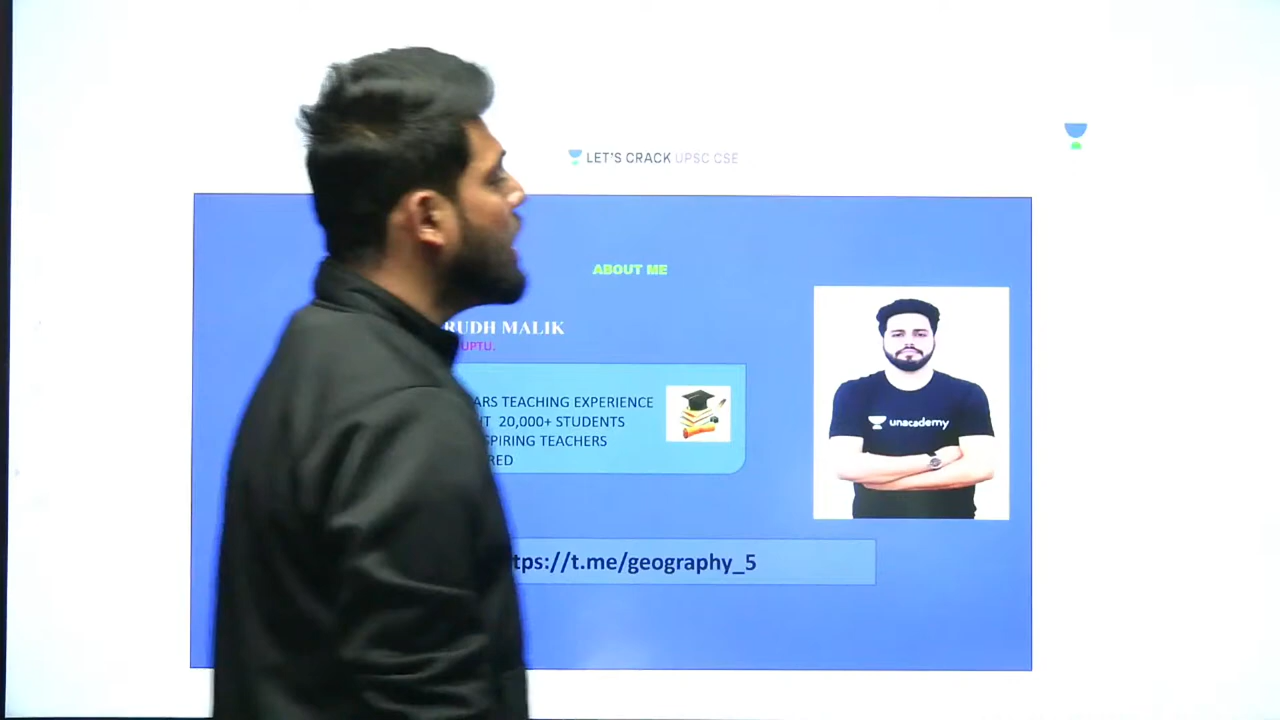 LET'S CRACK UPSC CSE
ABOUT ME
RUDH MALIK
UPTU.
ARS TEACHING EXPERIENCE
T 20,000+ STUDENTS
SPIRING TEACHERS
RED
unacademy
tps://t.me/geography_5